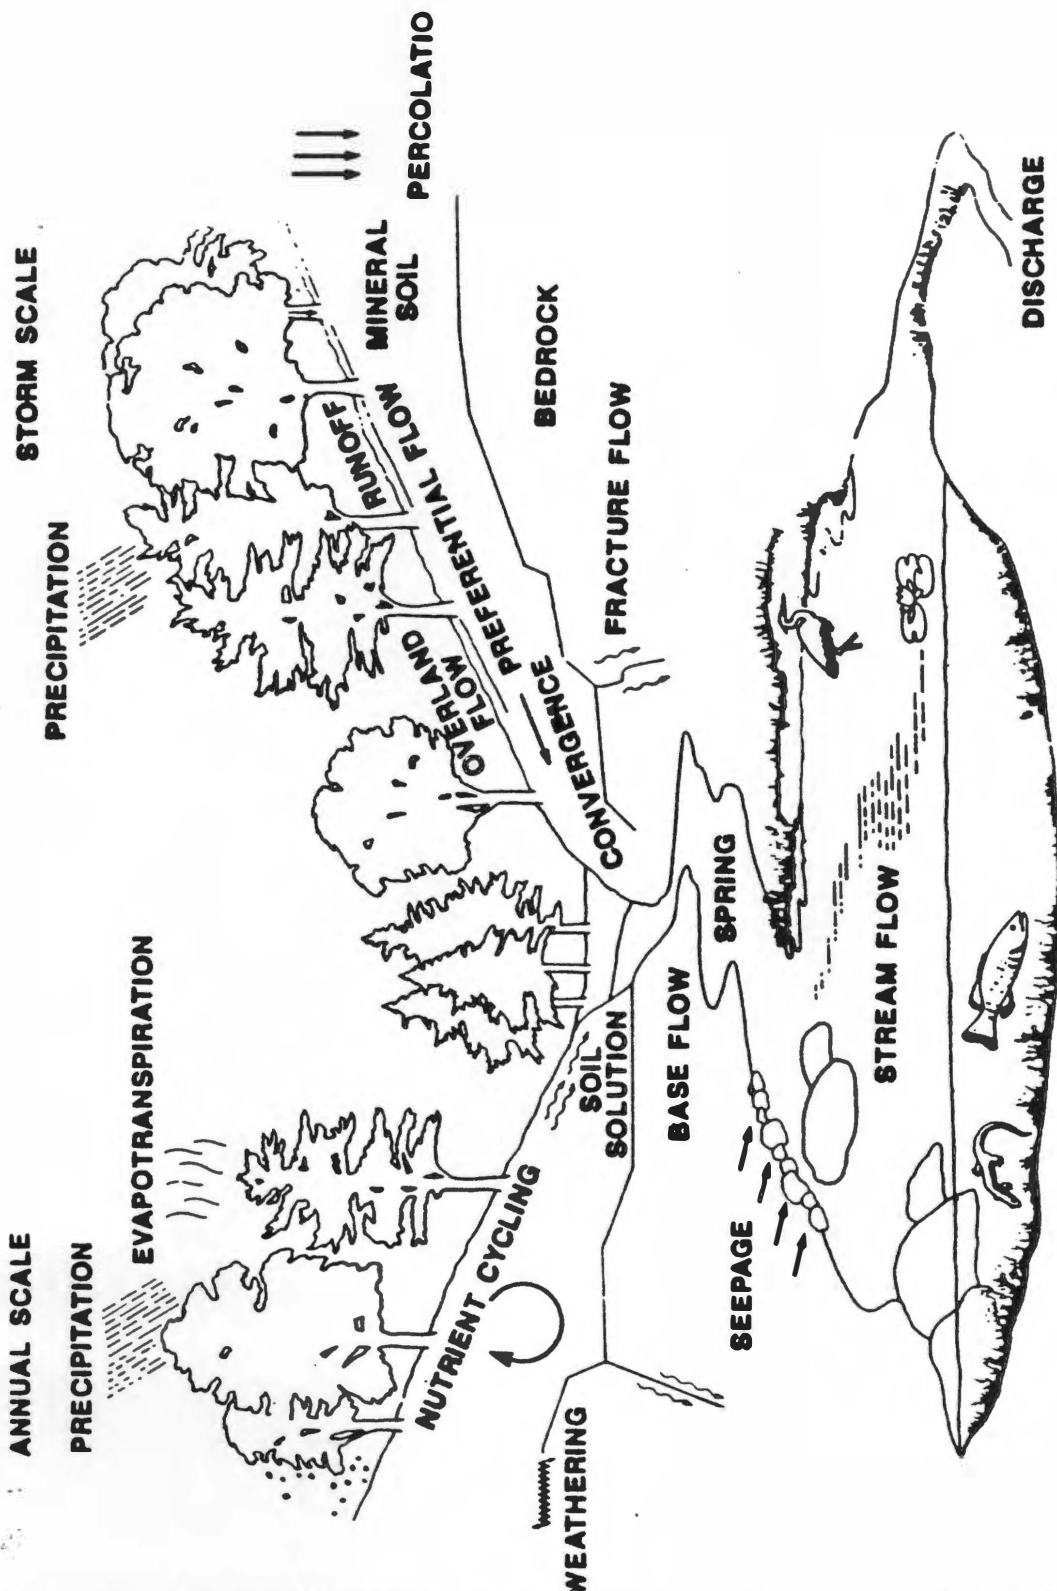 ANNUAL SCALE
STORM SCALE
PRECIPITATION
PRECIPITATION
EVAPOTRANSPIRATION
OVERLAND
FLOW
RUNOFF
PREFERENTIAL FLOW
CONVERGENCE
MINERAL
SOIL
PERCOLATIO
NUTRIENT CYCLING
SOIL
SOLUTION
BEDROCK
WEATHERING
BASE FLOW
FRACTURE FLOW
SEEPAGE
SPRING
STREAM FLOW
DISCHARGE